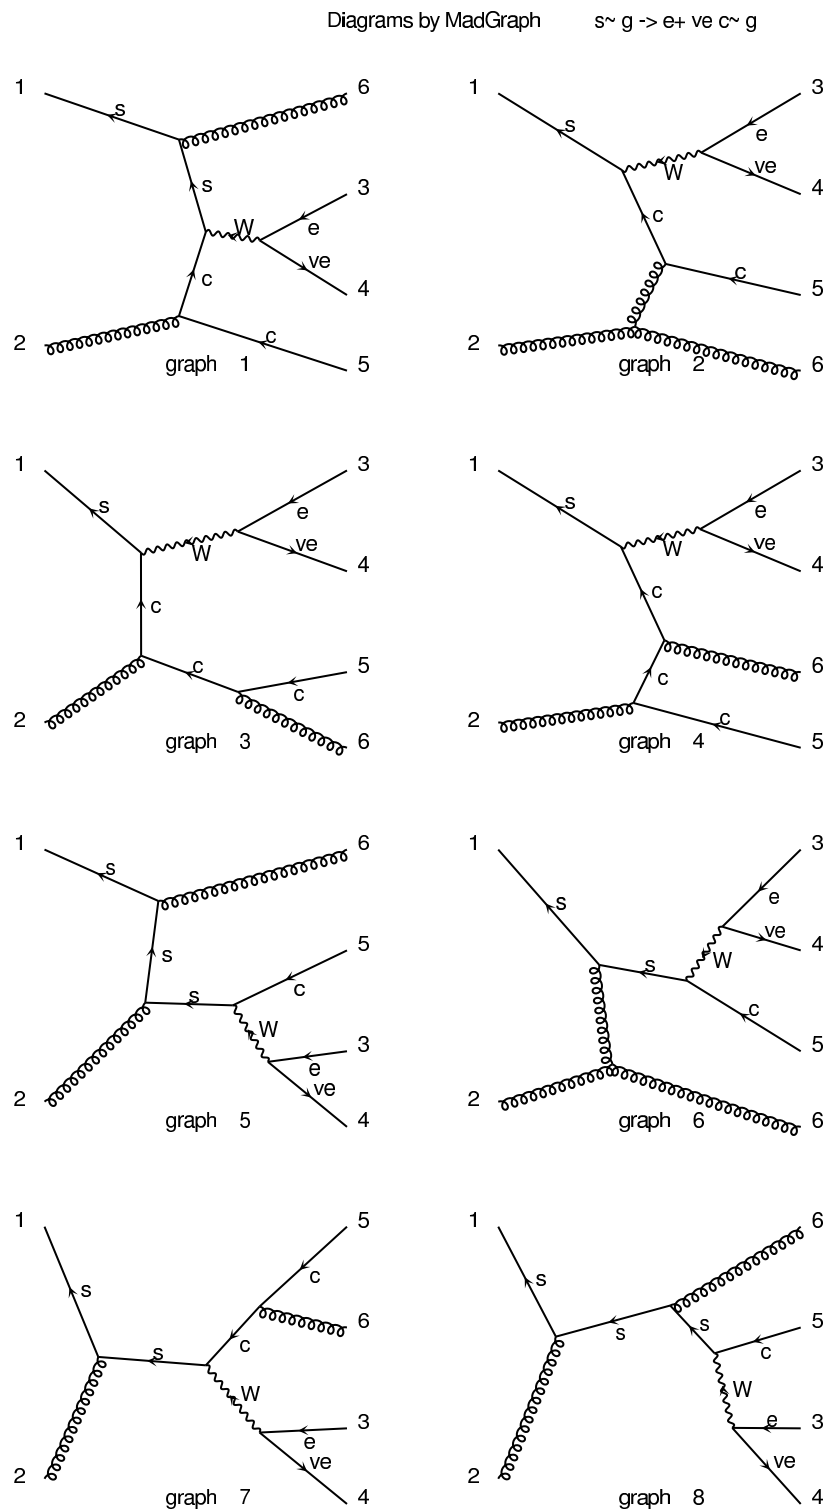 Diagrams by MadGraph s~ g -> e+ ve c~ g
1 6 1 3
s s e
W ve
s 3 4
W e c
ve
c 4 c 5
2 c 2
graph 1 5 graph 2 6
1 3 1 3
s e s e
W ve W ve
4 4
c c
c 5 6
c c
2 2 c
graph 3 6 graph 4 5
1 6 1 3
s s e
ve 4
s 5 s W
s c c
W 3 5
e
2 ve 2
graph 5 4 graph 6 6
1 5 1 6
s c s
6 s s 5
s c c
W W
3 e 3
e
2 ve 2 ve
graph 7 4 graph 8 4